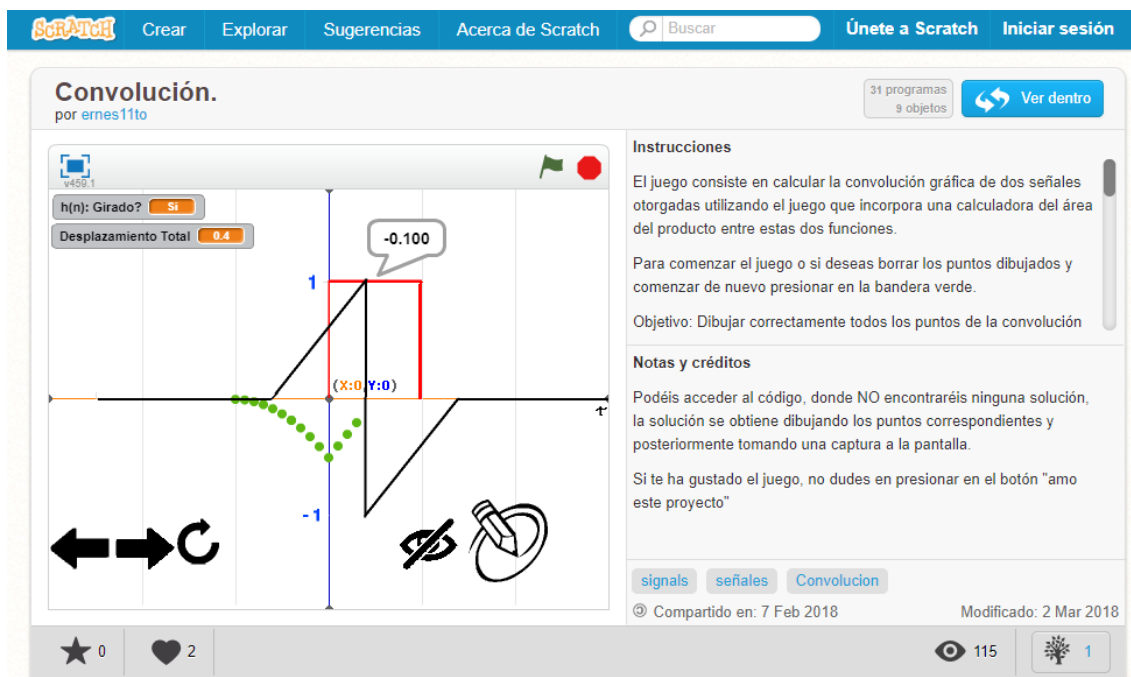 SCRATCH Crear Explorar Sugerencias Acerca de Scratch Buscar Únete a Scratch Iniciar sesión
Convolución.
por ernes11to
31 programas
9 objetos
Ver dentro
v459.1
h(n): Girado? Si
Desplazamiento Total 0.4
-0.100
1
(X:0,Y:0)
τ
-1
Instrucciones
El juego consiste en calcular la convolución gráfica de dos señales
otorgadas utilizando el juego que incorpora una calculadora del área
del producto entre estas dos funciones.
Para comenzar el juego o si deseas borrar los puntos dibujados y
comenzar de nuevo presionar en la bandera verde.
Objetivo: Dibujar correctamente todos los puntos de la convolución
Notas y créditos
Podéis acceder al código, donde NO encontraréis ninguna solución,
la solución se obtiene dibujando los puntos correspondientes y
posteriormente tomando una captura a la pantalla.
Si te ha gustado el juego, no dudes en presionar en el botón "amo
este proyecto"
signals señales Convolucion
Compartido en: 7 Feb 2018 Modificado: 2 Mar 2018
0 2 115 1